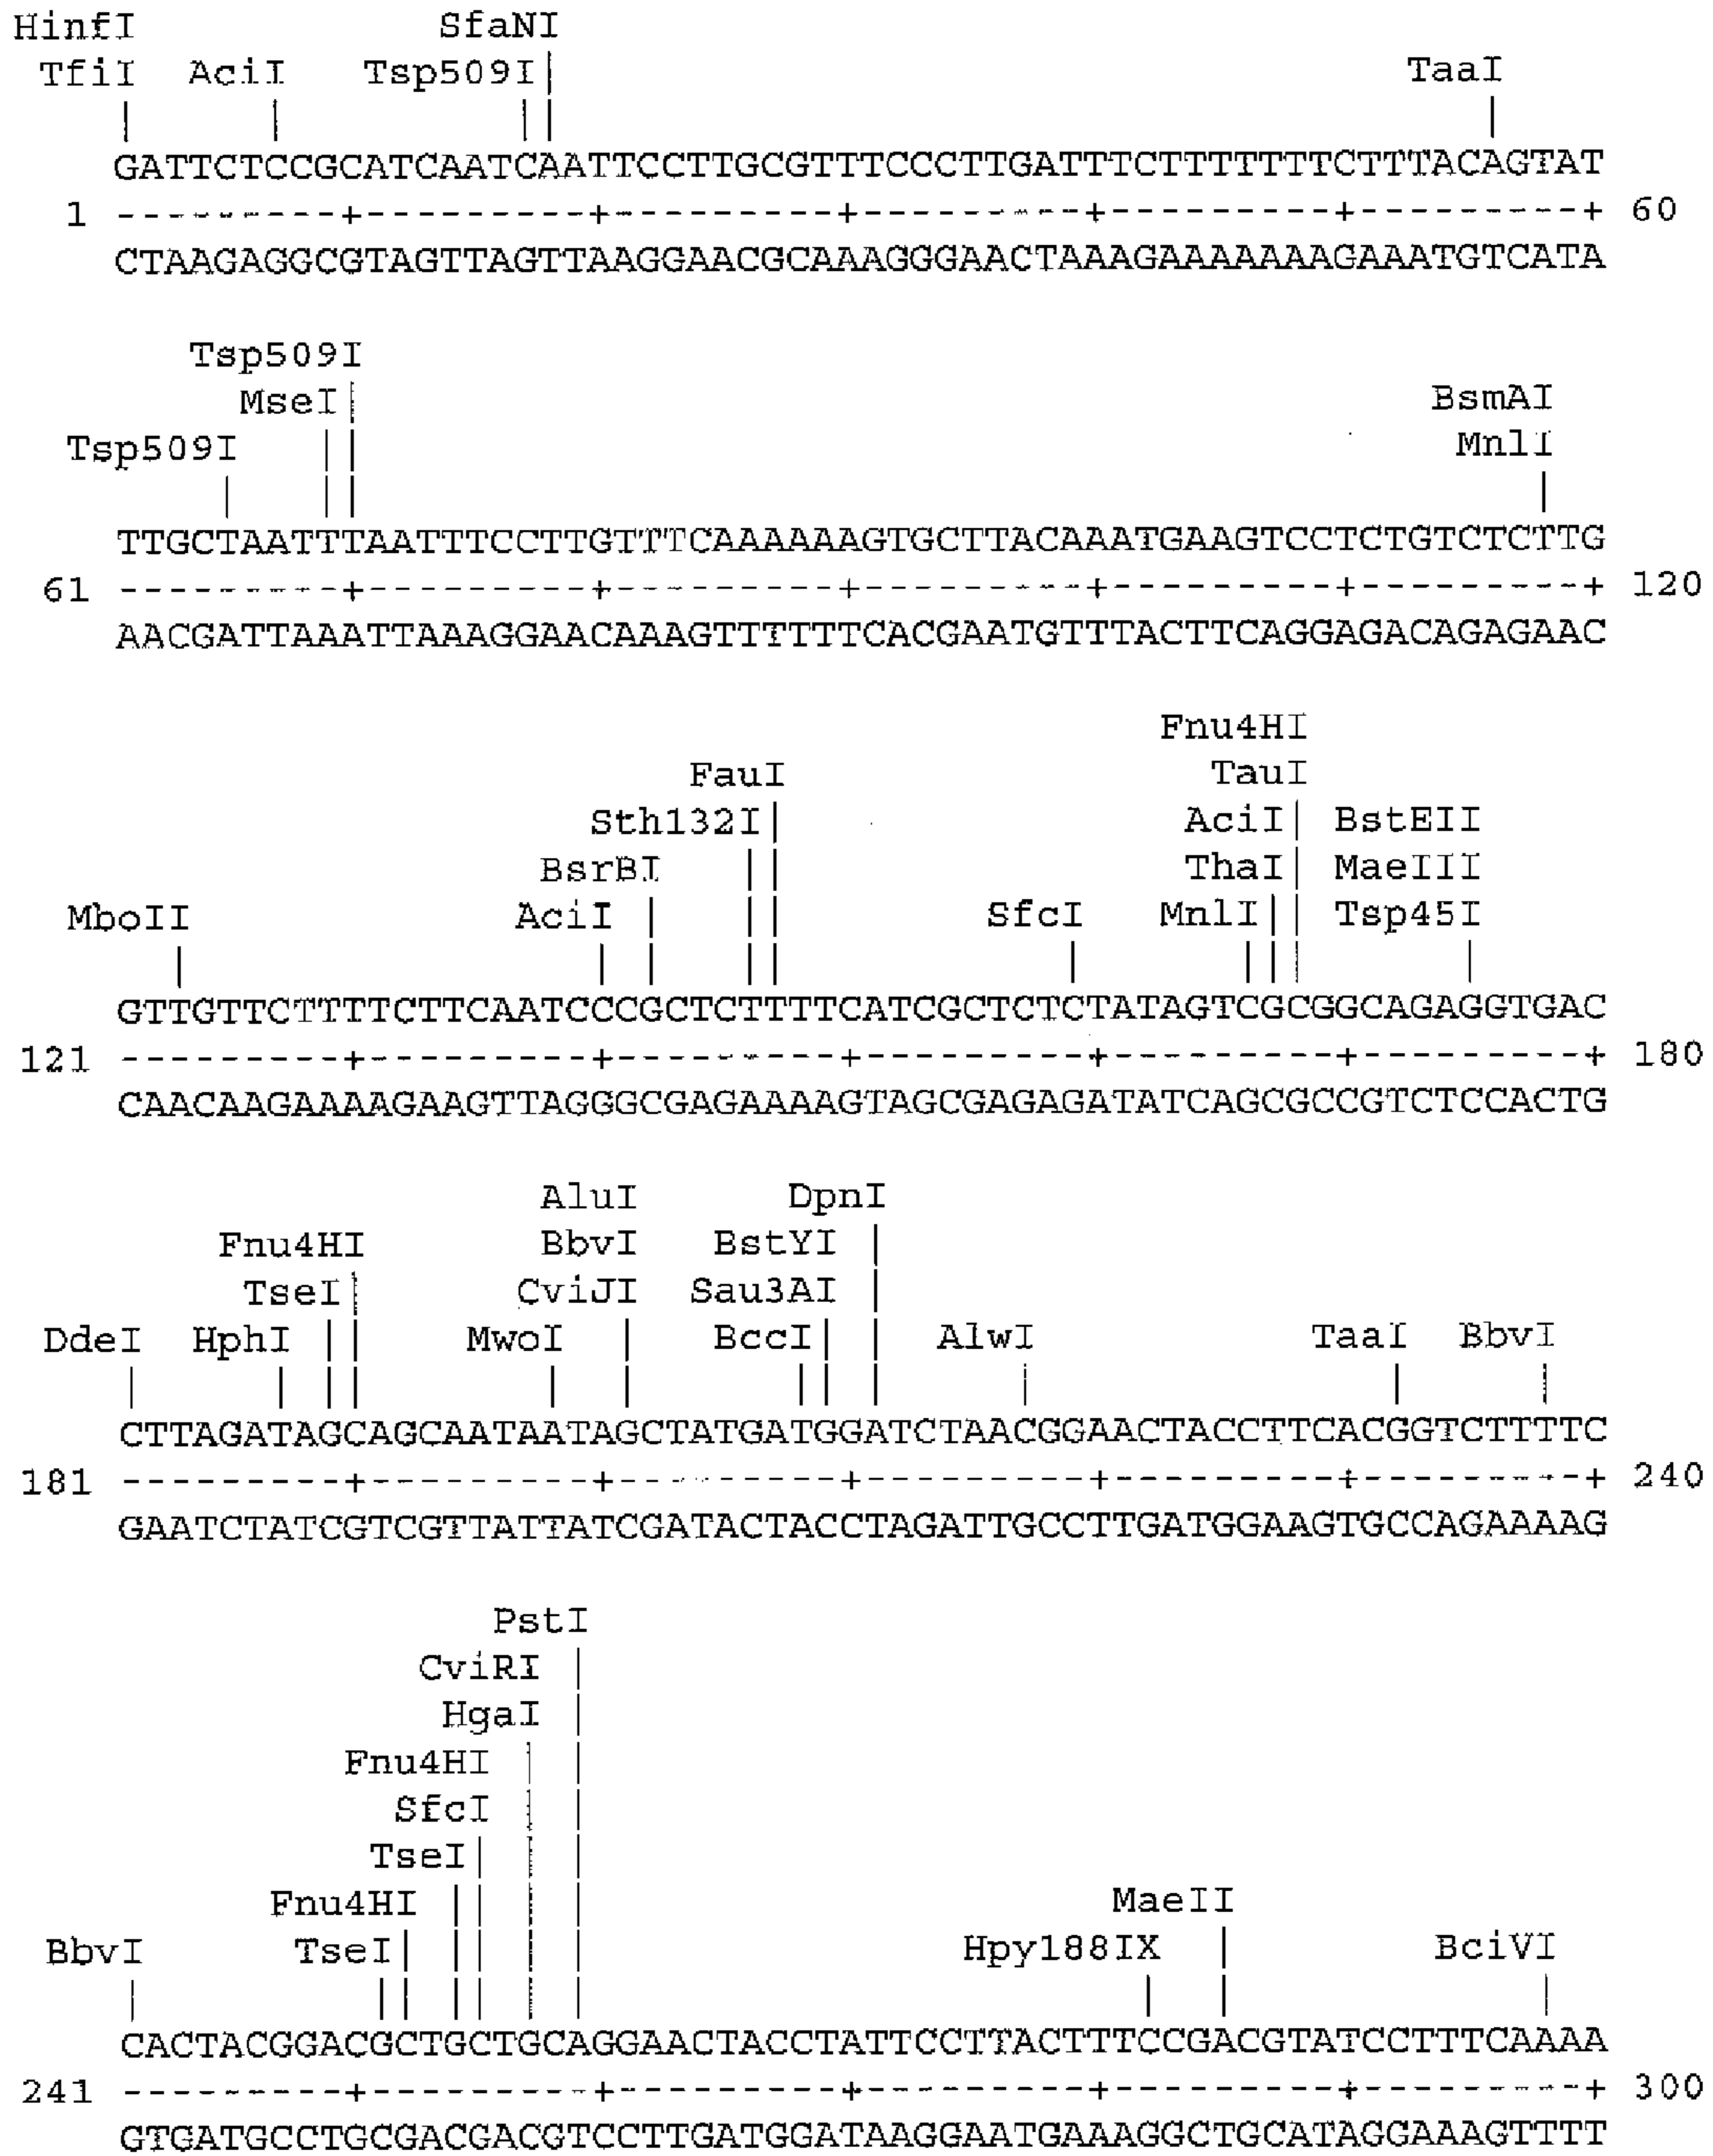 HinfI SfaNI
TfiI AciI Tsp509I| TaaI
| | | | |
GATTCTCCGCATCAATCAATTCCTTGCGTTTCCCTTGATTTCTTTTTTTCTTTACAGTAT
1 ---------+---------+---------+---------+---------+---------+ 60
CTAAGAGGCGTAGTTAGTTAAGGAACGCAAAGGGAACTAAAGAAAAAAAGAAATGTCATA
Tsp509I
MseI| BsmAI
Tsp509I || MnlI
| || |
TTGCTAATTTAATTTCCTTGTTTCAAAAAAGTGCTTACAAATGAAGTCCTCTGTCTCTTG
61 ---------+---------+---------+---------+---------+---------+ 120
AACGATTAAATTAAAGGAACAAAGTTTTTTCACGAATGTTTACTTCAGGAGACAGAGAAC
Fnu4HI
FauI TauI
Sth132I| AciI| BstEII
BsrBI || ThaI| MaeIII
MboII AciI | || SfcI MnlI|| Tsp45I
| | | || | ||| |
GTTGTTCTTTTCTTCAATCCCGCTCTTTTCATCGCTCTCTATAGTCGCGGCAGAGGTGAC
121 ---------+---------+---------+---------+---------+---------+ 180
CAACAAGAAAAGAAGTTAGGGCGAGAAAAGTAGCGAGAGATATCAGCGCCGTCTCCACTG
AluI DpnI
Fnu4HI BbvI BstYI |
TseI| CviJI Sau3AI |
DdeI HphI || MwoI | BccI| | AlwI TaaI BbvI
| | || | | || | | | |
CTTAGATAGCAGCAATAATAGCTATGATGGATCTAACGGAACTACCTTCACGGTCTTTTC
181 ---------+---------+---------+---------+---------+---------+ 240
GAATCTATCGTCGTTATTATCGATACTACCTAGATTGCCTTGATGGAAGTGCCAGAAAAG
PstI
CviRI |
HgaI |
Fnu4HI | |
SfcI | |
TseI| | |
Fnu4HI || | | MaeII
BbvI TseI| || | | Hpy188IX | BciVI
| || || | | | | |
CACTACGGACGCTGCTGCAGGAACTACCTATTCCTTACTTTCCGACGTATCCTTTCAAAA
241 ---------+---------+---------+---------+---------+---------+ 300
GTGATGCCTGCGACGACGTCCTTGATGGATAAGGAATGAAAGGCTGCATAGGAAAGTTTT